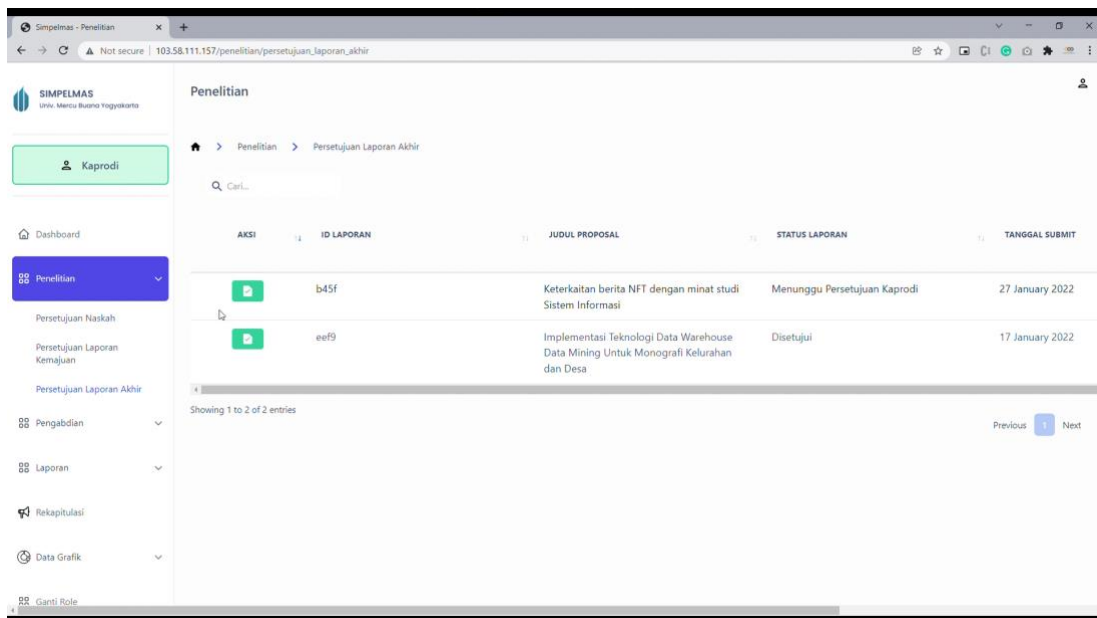 Simpelmas - Penelitian
Not secure | 103.58.111.157/penelitian/persetujuan_laporan_akhir
SIMPELMAS
Univ. Mercu Buana Yogyakarta
Penelitian
Kaprodi
Penelitian > Persetujuan Laporan Akhir
Cari...
AKSI ID LAPORAN JUDUL PROPOSAL STATUS LAPORAN TANGGAL SUBMIT
b45f Keterkaitan berita NFT dengan minat studi Menunggu Persetujuan Kaprodi 27 January 2022
Sistem Informasi
eef9 Implementasi Teknologi Data Warehouse Disetujui 17 January 2022
Data Mining Untuk Monografi Kelurahan
dan Desa
Showing 1 to 2 of 2 entries
Previous 1 Next
Dashboard
Penelitian
Persetujuan Naskah
Persetujuan Laporan
Kemajuan
Persetujuan Laporan Akhir
Pengabdian
Laporan
Rekapitulasi
Data Grafik
Ganti Role